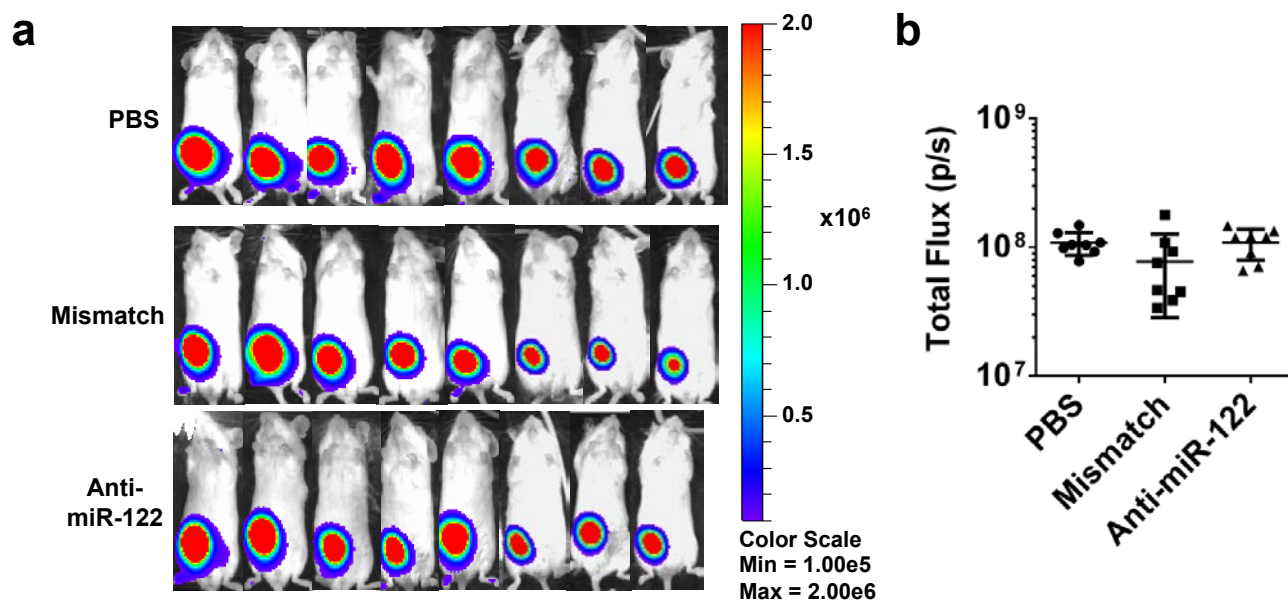 a
PBS
Mismatch
Anti-
miR-122
2.0
1.5
1.0
0.5
x10⁶
Color Scale
Min = 1.00e5
Max = 2.00e6
b
Total Flux (p/s)
10⁹
10⁸
10⁷
PBS
Mismatch
Anti-miR-122